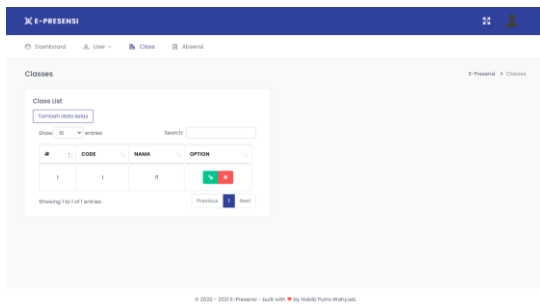 E-PRESENSI
Dashboard User Class Absensi
Classes
E-Presensi > Classes
Class List
Tambah data kelas
Show 10 entries
Search:
# CODE NAMA OPTION
1 1 IT
Showing 1 to 1 of 1 entries
Previous 1 Next
© 2020 - 2021 E-Presensi - built with ♥ by Habib Putra Wahyudi.